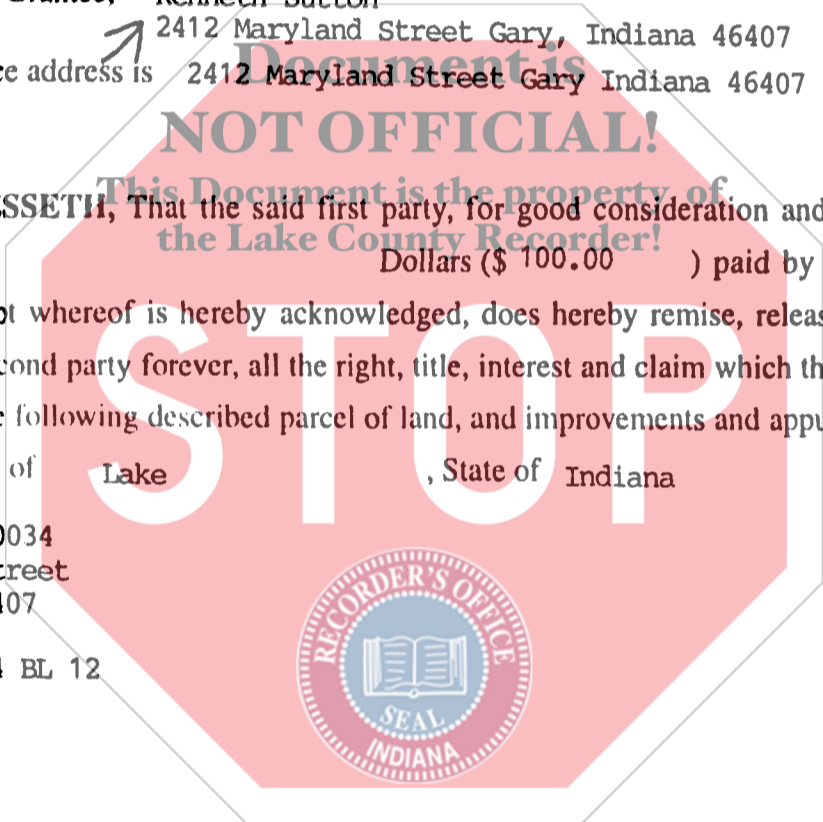 Kenneth Sutton
2412 Maryland Street Gary, Indiana 46407
address is 2412 Maryland Street Gary Indiana 46407
Document is
NOT OFFICIAL!
This Document is the property of
the Lake County Recorder!
SSETH, That the said first party, for good consideration and
Dollars ($ 100.00 ) paid by
whereof is hereby acknowledged, does hereby remise, releas
cond party forever, all the right, title, interest and claim which th
following described parcel of land, and improvements and appu
of Lake , State of Indiana
STOP
0034
treet
407
BL 12
RECORDER'S OFFICE
SEAL
INDIANA